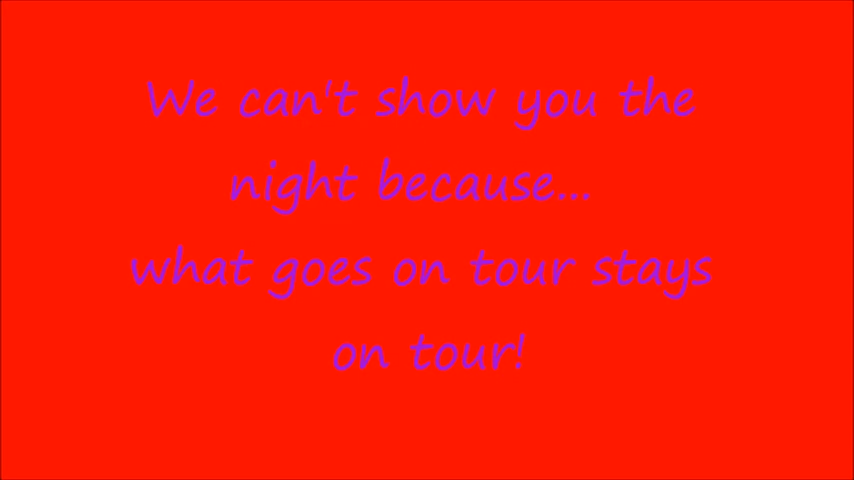 We can't show you the
night because...
what goes on tour stays
on tour!